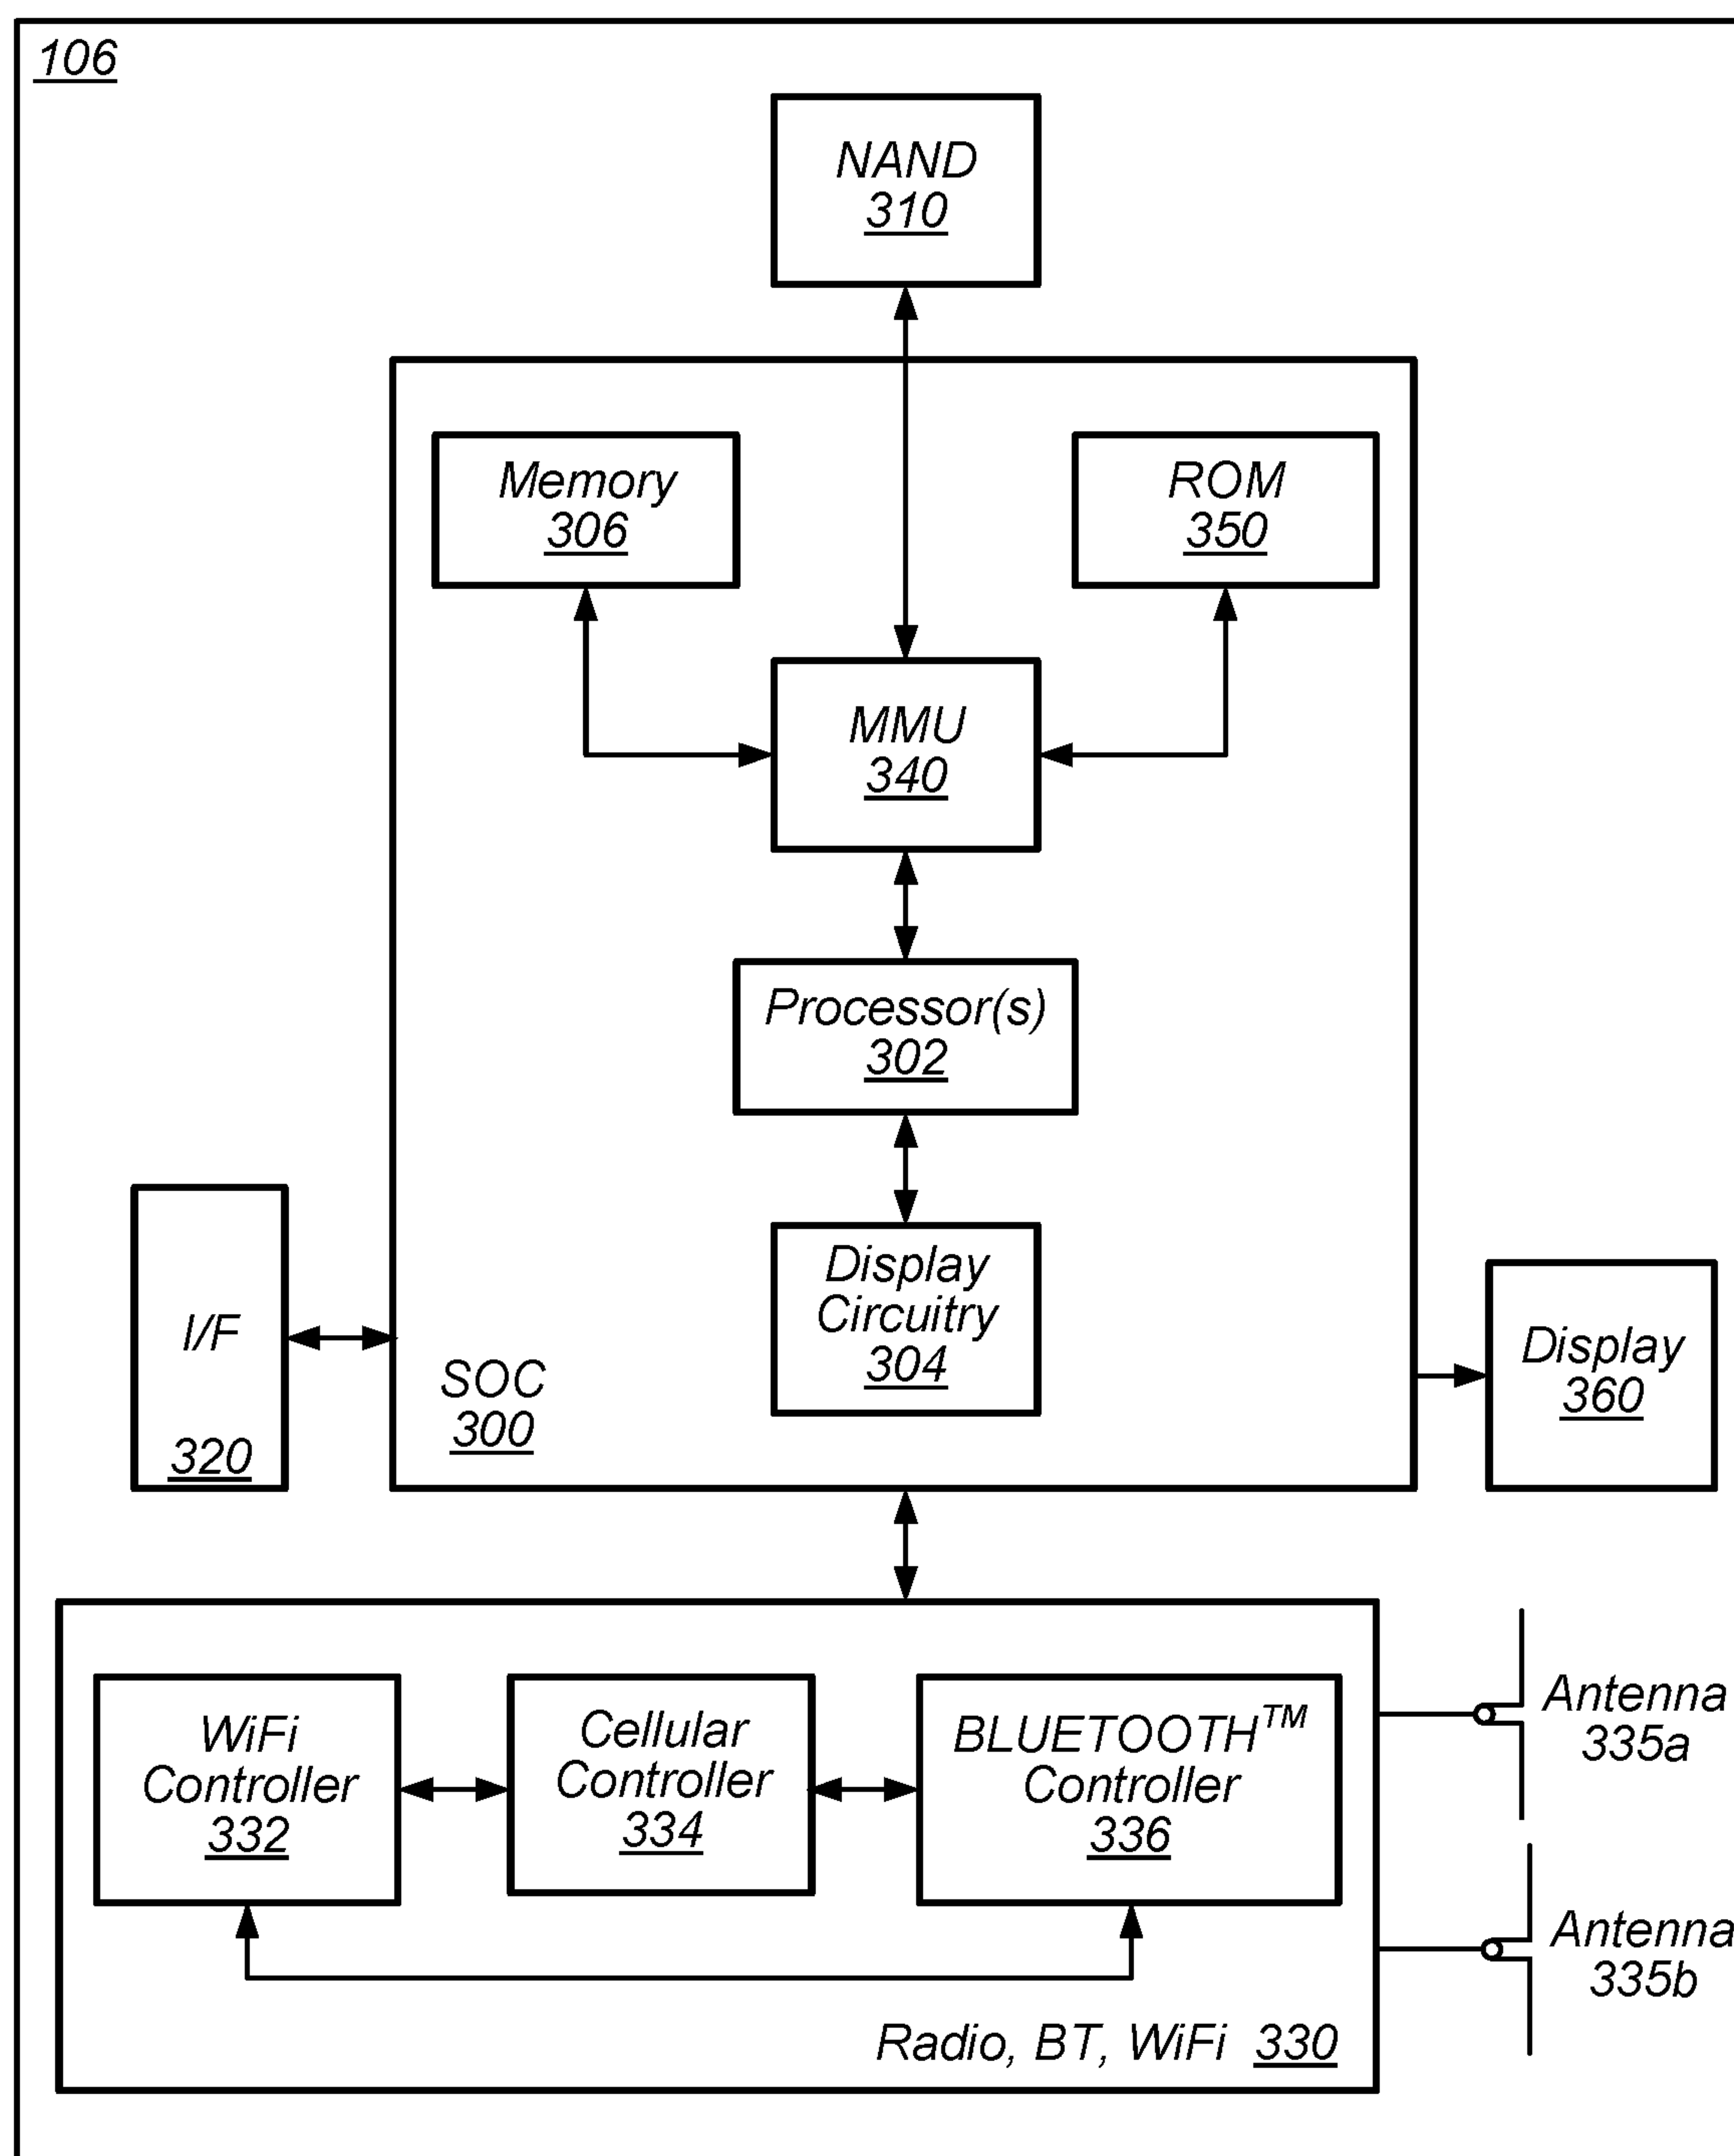 106
NAND
310
Memory
306
ROM
350
MMU
340
Processor(s)
302
Display
Circuitry
304
I/F
320
SOC
300
Display
360
WiFi
Controller
332
Cellular
Controller
334
BLUETOOTH™
Controller
336
Antenna
335a
Antenna
335b
Radio, BT, WiFi 330